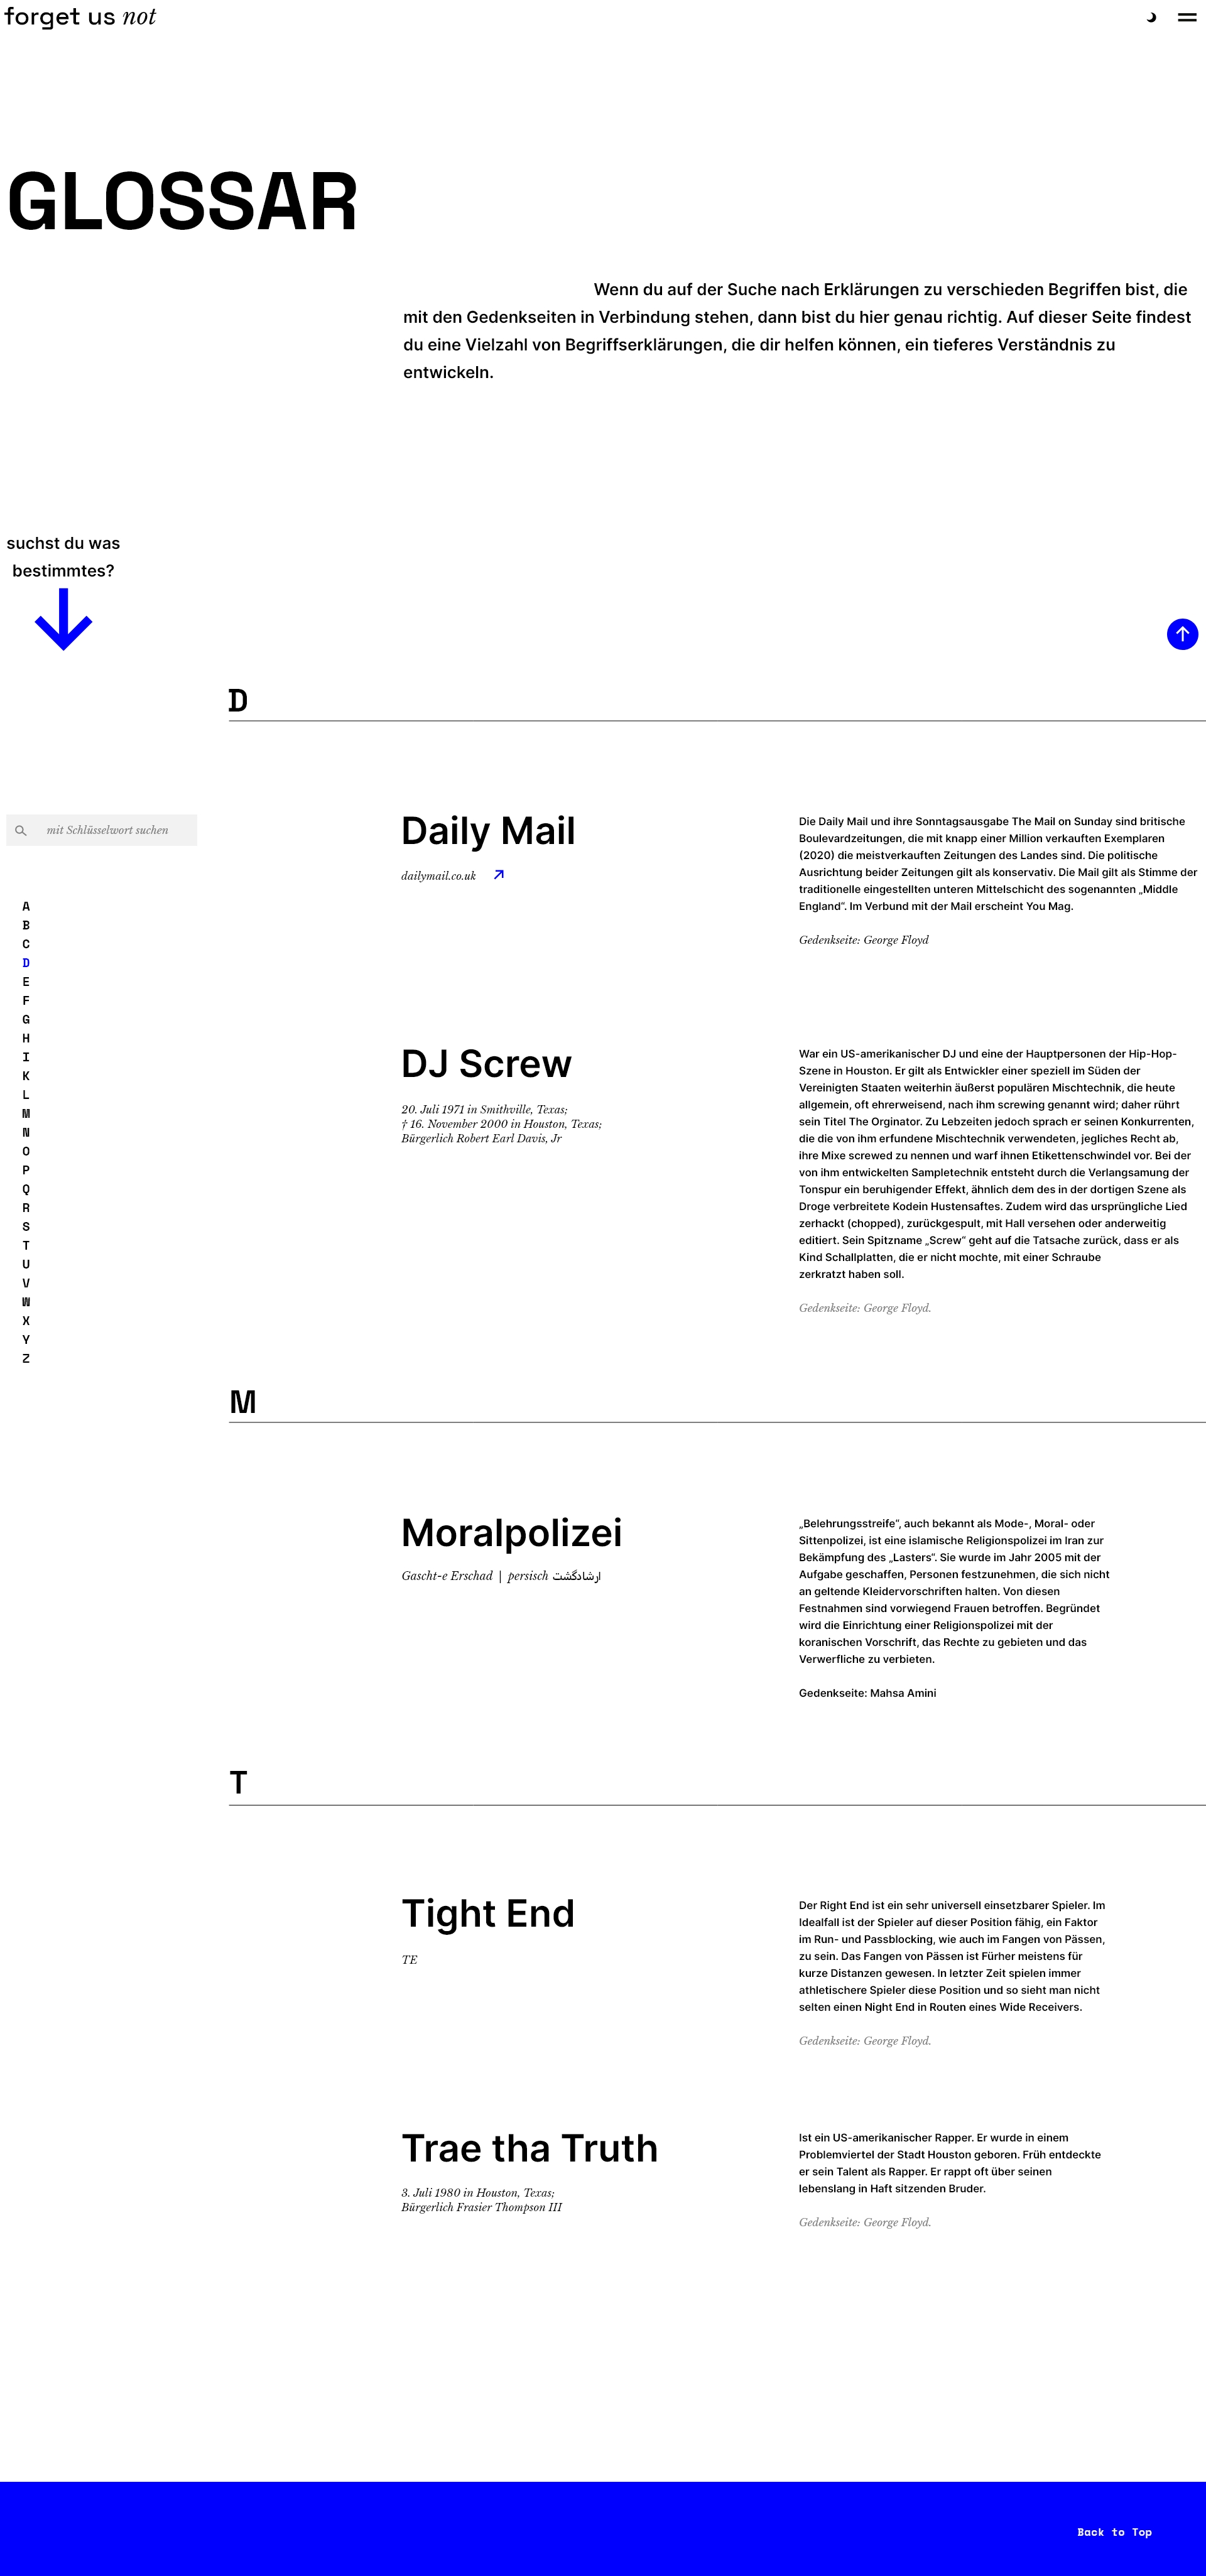 forget us not
GLOSSAR
Wenn du auf der Suche nach Erklärungen zu verschieden Begriffen bist, die
mit den Gedenkseiten in Verbindung stehen, dann bist du hier genau richtig. Auf dieser Seite findest
du eine Vielzahl von Begriffserklärungen, die dir helfen können, ein tieferes Verständnis zu
entwickeln.
suchst du was
bestimmtes?
D
mit Schlüsselwort suchen
A
B
C
D
E
F
G
H
I
K
L
M
N
O
P
Q
R
S
T
U
V
W
X
Y
Z
Daily Mail
dailymail.co.uk
Die Daily Mail und ihre Sonntagsausgabe The Mail on Sunday sind britische
Boulevardzeitungen, die mit knapp einer Million verkauften Exemplaren
(2020) die meistverkauften Zeitungen des Landes sind. Die politische
Ausrichtung beider Zeitungen gilt als konservativ. Die Mail gilt als Stimme der
traditionelle eingestellten unteren Mittelschicht des sogenannten „Middle
England“. Im Verbund mit der Mail erscheint You Mag.
Gedenkseite: George Floyd
DJ Screw
20. Juli 1971 in Smithville, Texas;
† 16. November 2000 in Houston, Texas;
Bürgerlich Robert Earl Davis, Jr
War ein US-amerikanischer DJ und eine der Hauptpersonen der Hip-Hop-
Szene in Houston. Er gilt als Entwickler einer speziell im Süden der
Vereinigten Staaten weiterhin äußerst populären Mischtechnik, die heute
allgemein, oft ehrerweisend, nach ihm screwing genannt wird; daher rührt
sein Titel The Orginator. Zu Lebzeiten jedoch sprach er seinen Konkurrenten,
die die von ihm erfundene Mischtechnik verwendeten, jegliches Recht ab,
ihre Mixe screwed zu nennen und warf ihnen Etikettenschwindel vor. Bei der
von ihm entwickelten Sampletechnik entsteht durch die Verlangsamung der
Tonspur ein beruhigender Effekt, ähnlich dem des in der dortigen Szene als
Droge verbreitete Kodein Hustensaftes. Zudem wird das ursprüngliche Lied
zerhackt (chopped), zurückgespult, mit Hall versehen oder anderweitig
editiert. Sein Spitzname „Screw“ geht auf die Tatsache zurück, dass er als
Kind Schallplatten, die er nicht mochte, mit einer Schraube
zerkratzt haben soll.
Gedenkseite: George Floyd.
M
Moralpolizei
Gascht-e Erschad | persisch ارشادگشت
„Belehrungsstreife“, auch bekannt als Mode-, Moral- oder
Sittenpolizei, ist eine islamische Religionspolizei im Iran zur
Bekämpfung des „Lasters“. Sie wurde im Jahr 2005 mit der
Aufgabe geschaffen, Personen festzunehmen, die sich nicht
an geltende Kleidervorschriften halten. Von diesen
Festnahmen sind vorwiegend Frauen betroffen. Begründet
wird die Einrichtung einer Religionspolizei mit der
koranischen Vorschrift, das Rechte zu gebieten und das
Verwerfliche zu verbieten.
Gedenkseite: Mahsa Amini
T
Tight End
TE
Der Right End ist ein sehr universell einsetzbarer Spieler. Im
Idealfall ist der Spieler auf dieser Position fähig, ein Faktor
im Run- und Passblocking, wie auch im Fangen von Pässen,
zu sein. Das Fangen von Pässen ist Fürher meistens für
kurze Distanzen gewesen. In letzter Zeit spielen immer
athletischere Spieler diese Position und so sieht man nicht
selten einen Night End in Routen eines Wide Receivers.
Gedenkseite: George Floyd.
Trae tha Truth
3. Juli 1980 in Houston, Texas;
Bürgerlich Frasier Thompson III
Ist ein US-amerikanischer Rapper. Er wurde in einem
Problemviertel der Stadt Houston geboren. Früh entdeckte
er sein Talent als Rapper. Er rappt oft über seinen
lebenslang in Haft sitzenden Bruder.
Gedenkseite: George Floyd.
Back to Top